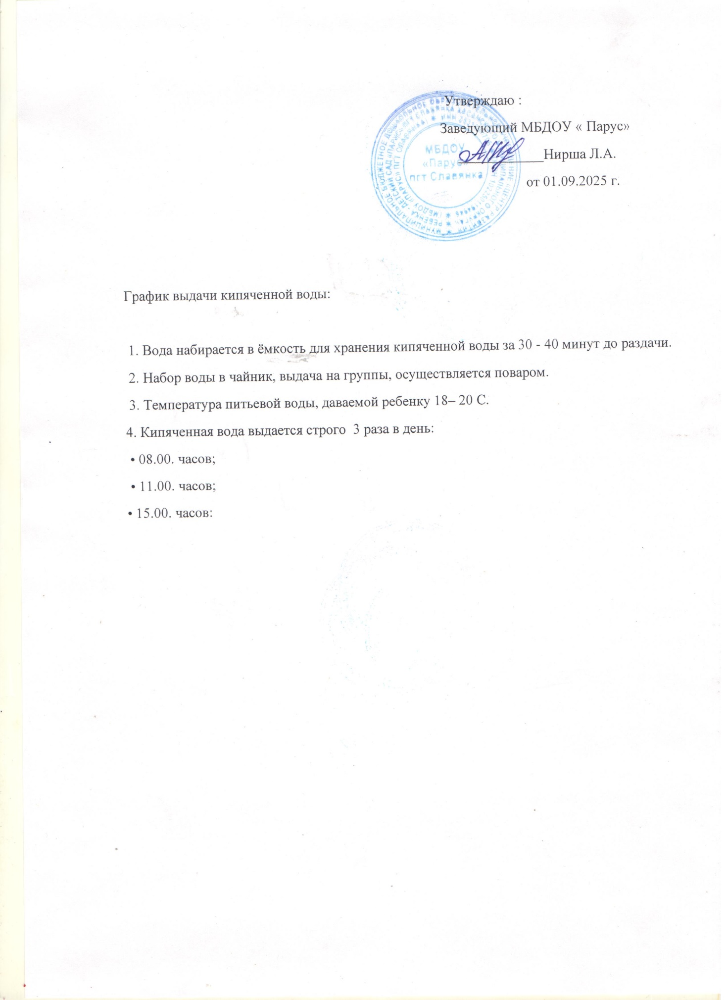 Утверждаю :
Заведующий МБДОУ « Парус»
____________Нирша Л.А.
от 01.09.2025 г.
МБДОУ
«Парус»
пгт Славянка
График выдачи кипяченной воды:
1. Вода набирается в ёмкость для хранения кипяченной воды за 30 - 40 минут до раздачи.
2. Набор воды в чайник, выдача на группы, осуществляется поваром.
3. Температура питьевой воды, даваемой ребенку 18– 20 С.
4. Кипяченная вода выдается строго  3 раза в день:
• 08.00. часов;
• 11.00. часов;
• 15.00. часов: